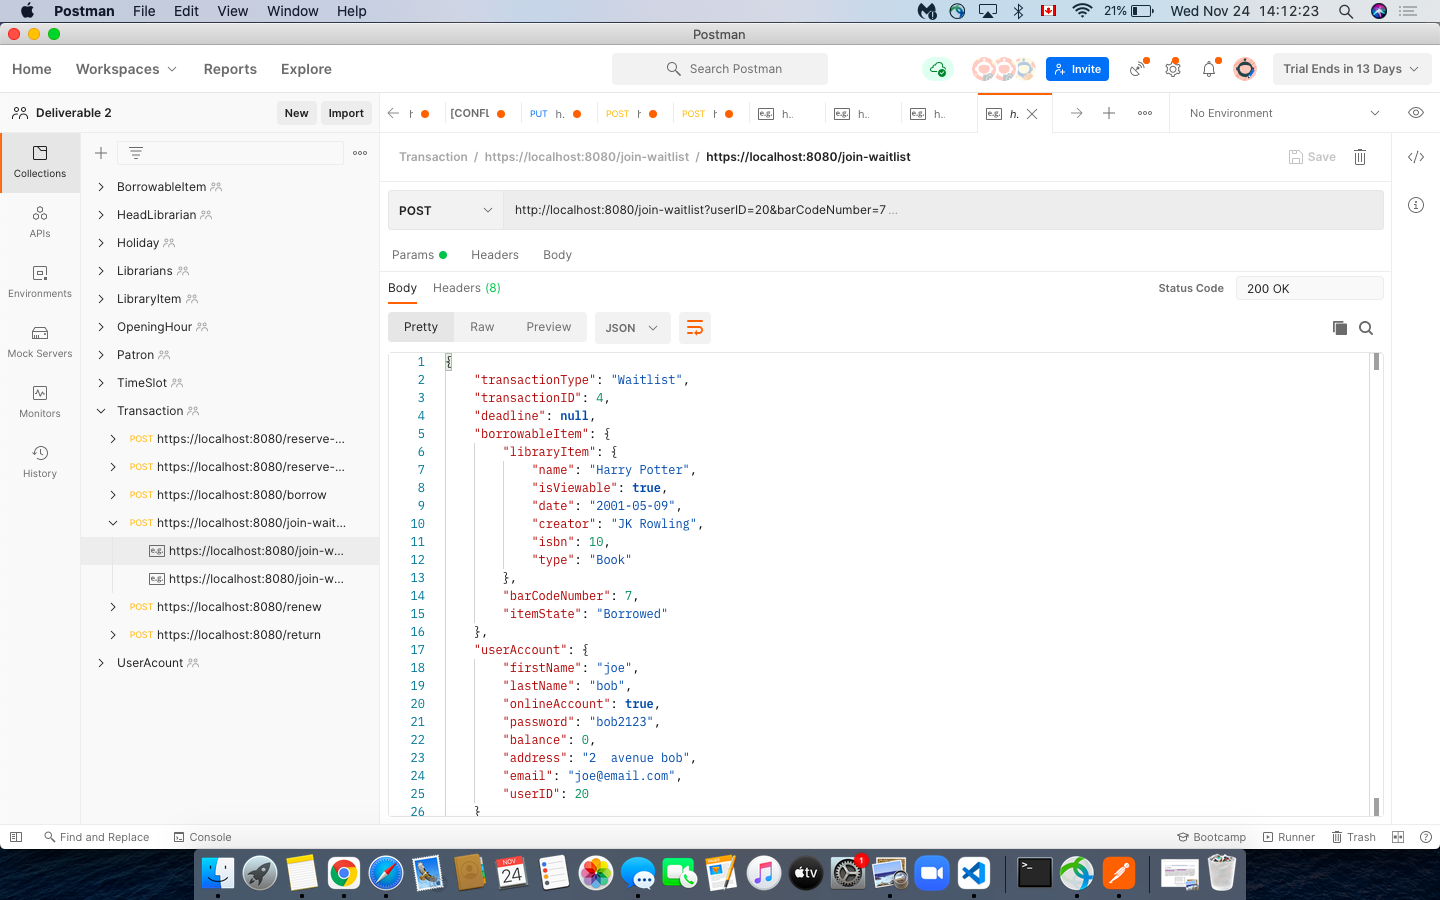 Postman File Edit View Window Help 21% Wed Nov 24 14:12:23
Postman
Home Workspaces Reports Explore Search Postman Invite Trial Ends in 13 Days
Deliverable 2 New Import [CONFL PUT h. POST POST e.g. h.. e.g. h.. e.g. h.. e.g. h. No Environment
Collections
APIs
Environments
Mock Servers
Monitors
History
BorrowableItem
HeadLibrarian
Holiday
Librarians
LibraryItem
OpeningHour
Patron
TimeSlot
Transaction
POST https://localhost:8080/reserve-...
POST https://localhost:8080/reserve-...
POST https://localhost:8080/borrow
POST https://localhost:8080/join-wait...
e.g. https://localhost:8080/join-w...
e.g. https://localhost:8080/join-w...
POST https://localhost:8080/renew
POST https://localhost:8080/return
UserAcount
Transaction / https://localhost:8080/join-waitlist / https://localhost:8080/join-waitlist Save
POST http://localhost:8080/join-waitlist?userID=20&barCodeNumber=7 ...
Params Headers Body
Body Headers (8) Status Code 200 OK
Pretty Raw Preview JSON
1 {
2 "transactionType": "Waitlist",
3 "transactionID": 4,
4 "deadline": null,
5 "borrowableItem": {
6 "libraryItem": {
7 "name": "Harry Potter",
8 "isViewable": true,
9 "date": "2001-05-09",
10 "creator": "JK Rowling",
11 "isbn": 10,
12 "type": "Book"
13 },
14 "barCodeNumber": 7,
15 "itemState": "Borrowed"
16 },
17 "userAccount": {
18 "firstName": "joe",
19 "lastName": "bob",
20 "onlineAccount": true,
21 "password": "bob2123",
22 "balance": 0,
23 "address": "2  avenue bob",
24 "email": "joe@email.com",
25 "userID": 20
26 }
Find and Replace Console Bootcamp Runner Trash
NOV 24 tv 1